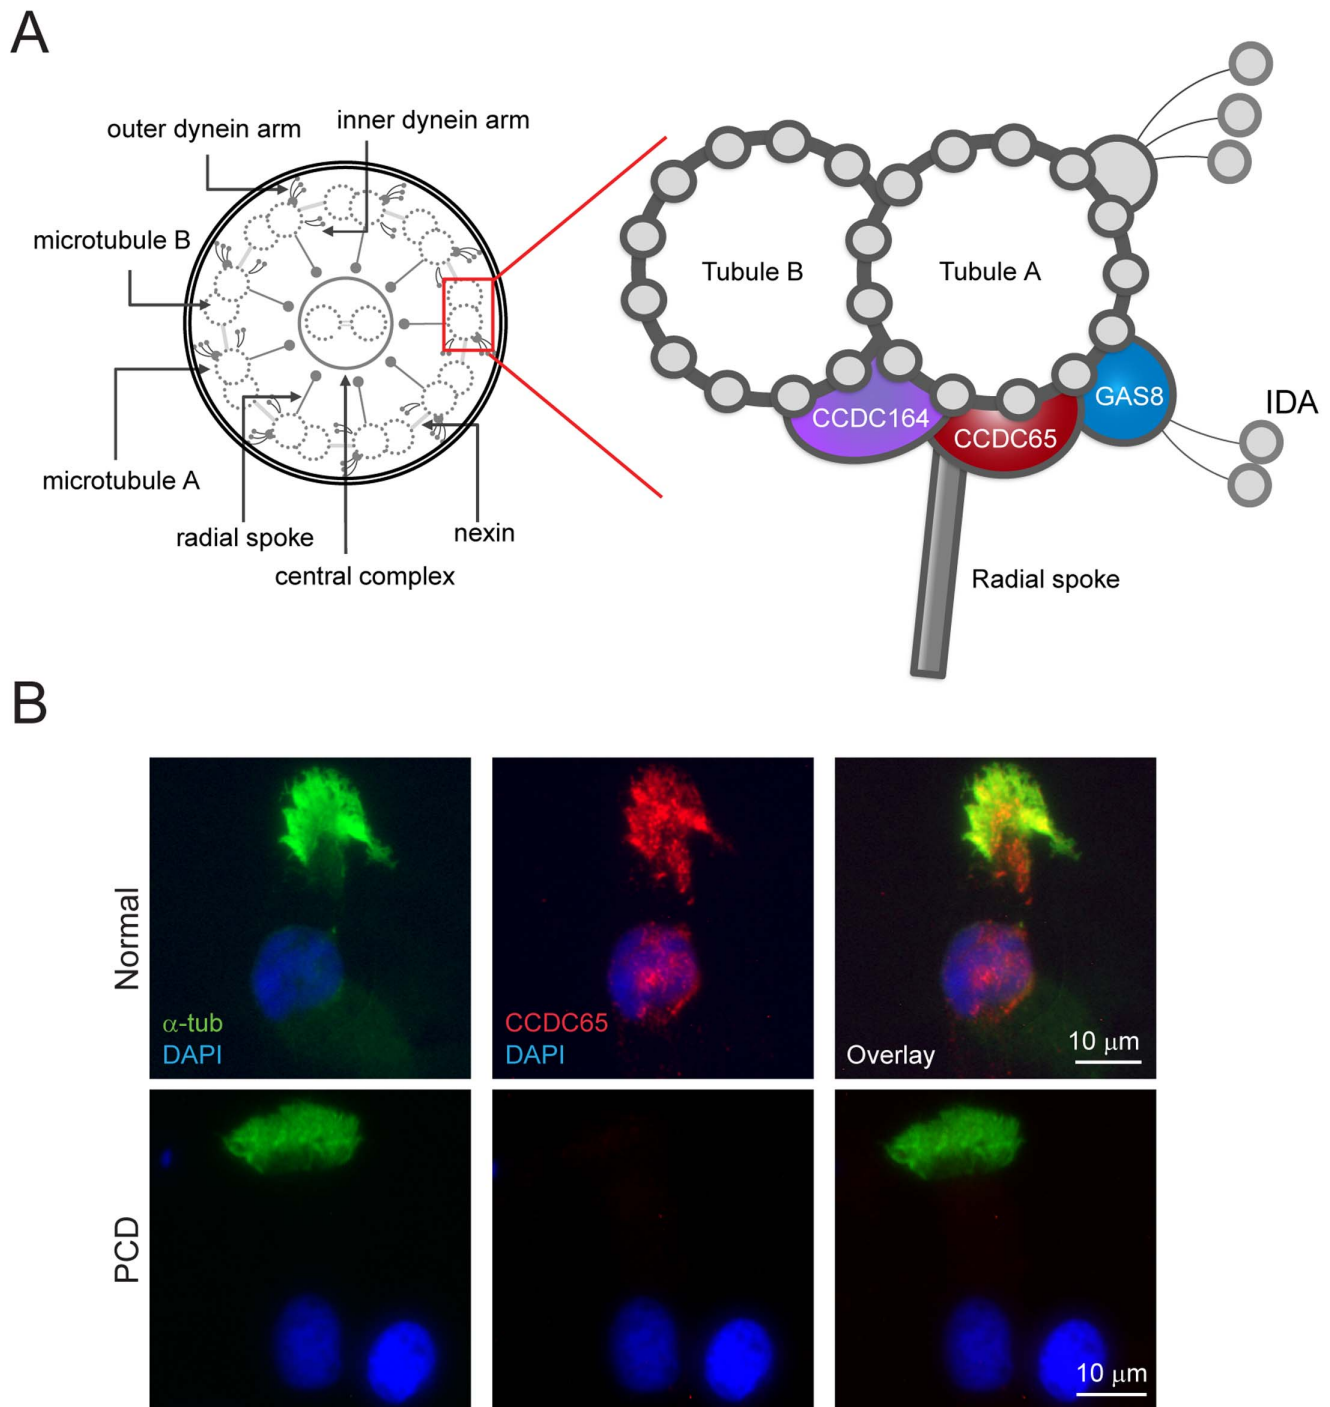 A
outer dynein arm
inner dynein arm
microtubule B
microtubule A
radial spoke
nexin
central complex
Tubule B
Tubule A
CCDC164
CCDC65
GAS8
IDA
Radial spoke
B
Normal
α-tub
DAPI
CCDC65
DAPI
Overlay
10 μm
PCD
10 μm